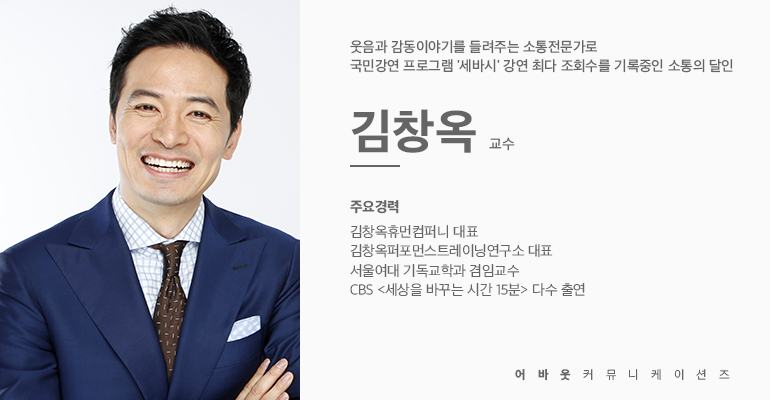 웃음과 감동이야기를 들려주는 소통전문가로
국민강연 프로그램 '세바시' 강연 최다 조회수를 기록중인 소통의 달인
김창옥 교수
주요경력
김창옥휴먼컴퍼니 대표
김창옥퍼포먼스트레이닝연구소 대표
서울여대 기독교학과 겸임교수
CBS <세상을 바꾸는 시간 15분> 다수 출연
어바웃커뮤니케이션즈